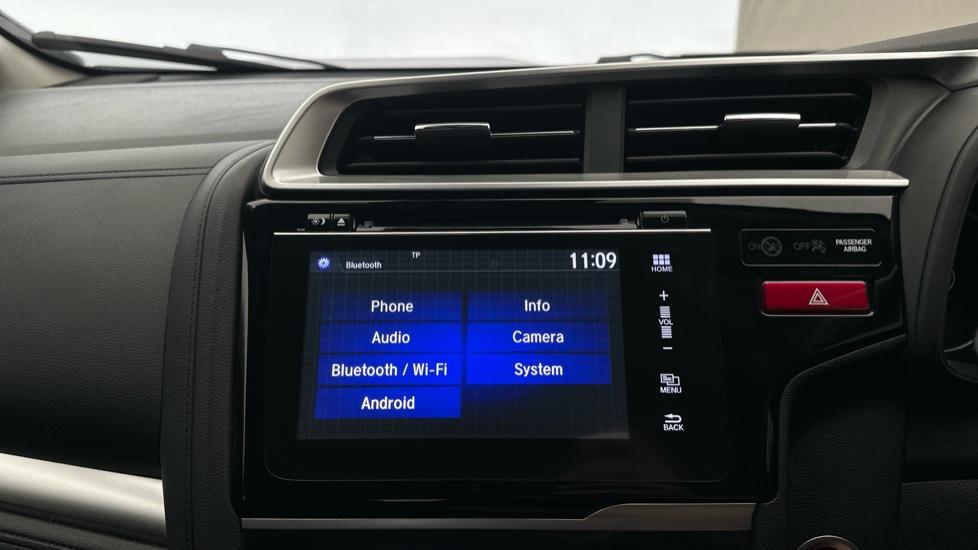 Bluetooth
TP
11:09
Phone
Info
Audio
Camera
Bluetooth / Wi-Fi
System
Android
HOME
+
VOL
−
MENU
BACK
ON
OFF
PASSENGER
AIRBAG